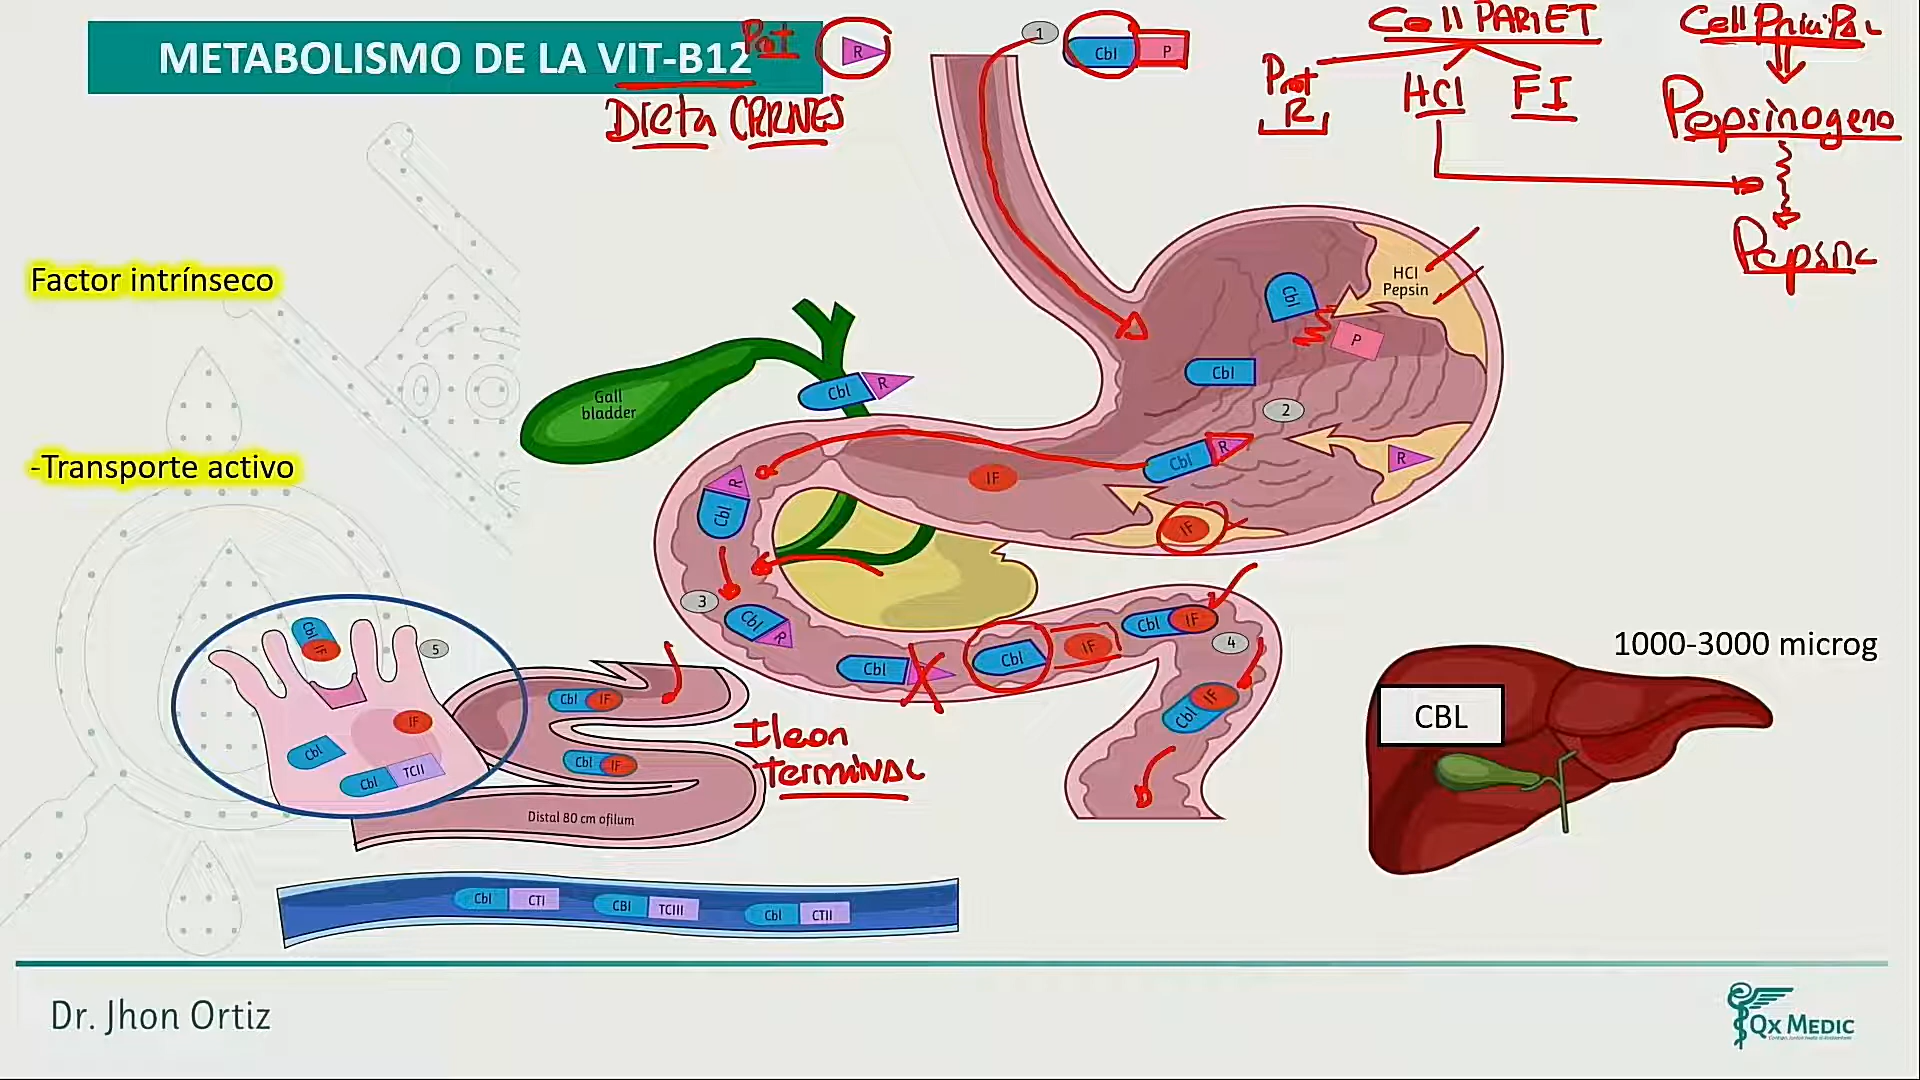 METABOLISMO DE LA VIT-B12
Prot
R
1
Cbl P
Cell PARIET
Cell Principal
Dieta CARNES
Prot
R
HCl
FI
Pepsinogeno
Pepsina
Factor intrínseco
-Transporte activo
HCl
Pepsin
Cbl
P
Cbl
2
Gall
bladder
Cbl R
Cbl R
R
IF
IF
R
Cbl
3
Cbl R
Cbl
Cbl
IF
Cbl IF
4
Cbl IF
Cbl
IF
5
IF
Cbl
Cbl TCII
Cbl IF
Cbl IF
Ileon
Terminal
Distal 80 cm ofilum
1000-3000 microg
CBL
Cbl CTI
CBl TCIII
Cbl CTII
Dr. Jhon Ortiz
Qx MEDIC